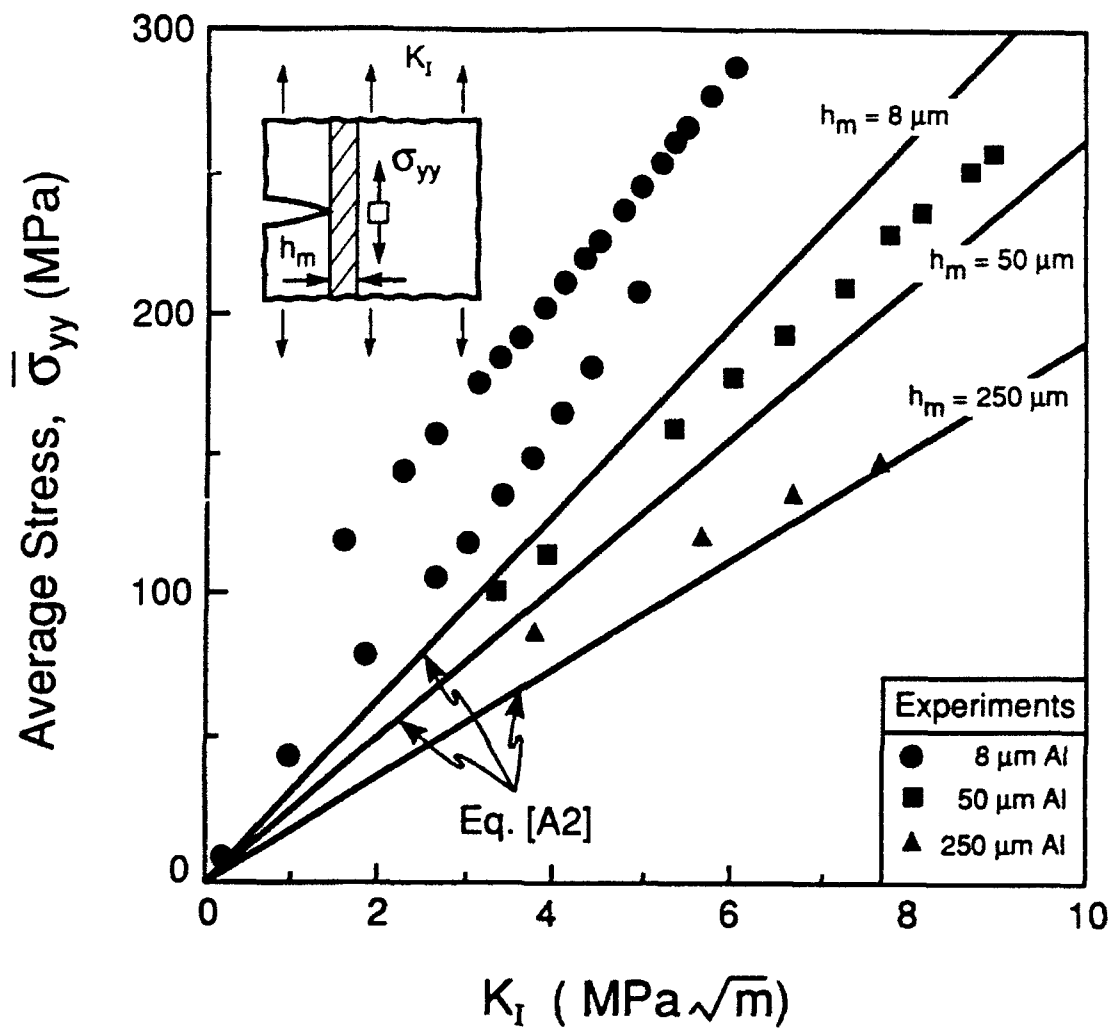 300
200
100
0
Average Stress, σ̄yy (MPa)
K_I
σyy
hm
hm = 8 μm
hm = 50 μm
hm = 250 μm
Eq. [A2]
Experiments
8 μm Al
50 μm Al
250 μm Al
0 2 4 6 8 10
K_I ( MPa √m)